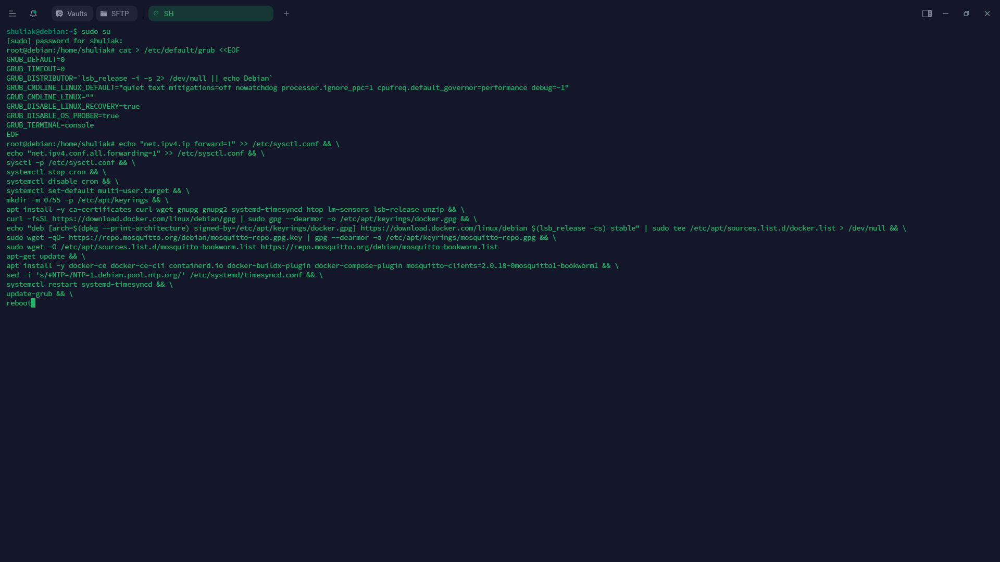 Vaults SFTP SH
shuliak@debian:~$ sudo su
[sudo] password for shuliak:
root@debian:/home/shuliak# cat > /etc/default/grub <<EOF
GRUB_DEFAULT=0
GRUB_TIMEOUT=0
GRUB_DISTRIBUTOR=`lsb_release -i -s 2> /dev/null || echo Debian`
GRUB_CMDLINE_LINUX_DEFAULT="quiet text mitigations=off nowatchdog processor.ignore_ppc=1 cpufreq.default_governor=performance debug=-1"
GRUB_CMDLINE_LINUX=""
GRUB_DISABLE_LINUX_RECOVERY=true
GRUB_DISABLE_OS_PROBER=true
GRUB_TERMINAL=console
EOF
root@debian:/home/shuliak# echo "net.ipv4.ip_forward=1" >> /etc/sysctl.conf && \
echo "net.ipv4.conf.all.forwarding=1" >> /etc/sysctl.conf && \
sysctl -p /etc/sysctl.conf && \
systemctl stop cron && \
systemctl disable cron && \
systemctl set-default multi-user.target && \
mkdir -m 0755 -p /etc/apt/keyrings && \
apt install -y ca-certificates curl wget gnupg gnupg2 systemd-timesyncd htop lm-sensors lsb-release unzip && \
curl -fsSL https://download.docker.com/linux/debian/gpg | sudo gpg --dearmor -o /etc/apt/keyrings/docker.gpg && \
echo "deb [arch=$(dpkg --print-architecture) signed-by=/etc/apt/keyrings/docker.gpg] https://download.docker.com/linux/debian $(lsb_release -cs) stable" | sudo tee /etc/apt/sources.list.d/docker.list > /dev/null && \
sudo wget -qO- https://repo.mosquitto.org/debian/mosquitto-repo.gpg.key | gpg --dearmor -o /etc/apt/keyrings/mosquitto-repo.gpg && \
sudo wget -O /etc/apt/sources.list.d/mosquitto-bookworm.list https://repo.mosquitto.org/debian/mosquitto-bookworm.list
apt-get update && \
apt install -y docker-ce docker-ce-cli containerd.io docker-buildx-plugin docker-compose-plugin mosquitto-clients=2.0.18-0mosquitto1~bookworm1 && \
sed -i 's/#NTP=/NTP=1.debian.pool.ntp.org/' /etc/systemd/timesyncd.conf && \
systemctl restart systemd-timesyncd && \
update-grub && \
reboot